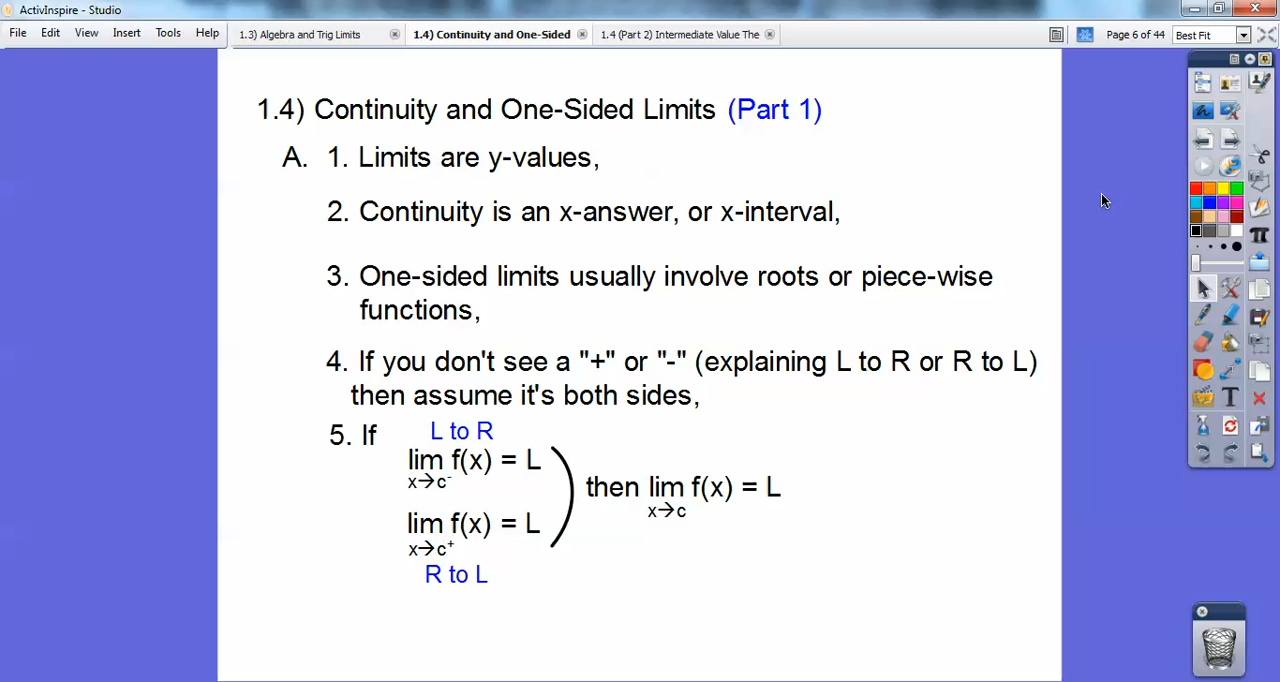 ActivInspire - Studio
File Edit View Insert Tools Help
1.3) Algebra and Trig Limits
1.4) Continuity and One-Sided
1.4 (Part 2) Intermediate Value The
Page 6 of 44
Best Fit
1.4) Continuity and One-Sided Limits (Part 1)
A. 1. Limits are y-values,
2. Continuity is an x-answer, or x-interval,
3. One-sided limits usually involve roots or piece-wise
functions,
4. If you don't see a "+" or "-" (explaining L to R or R to L)
then assume it's both sides,
5. If
L to R
lim f(x) = L
x→c⁻
lim f(x) = L
x→c⁺
R to L
then lim f(x) = L
x→c